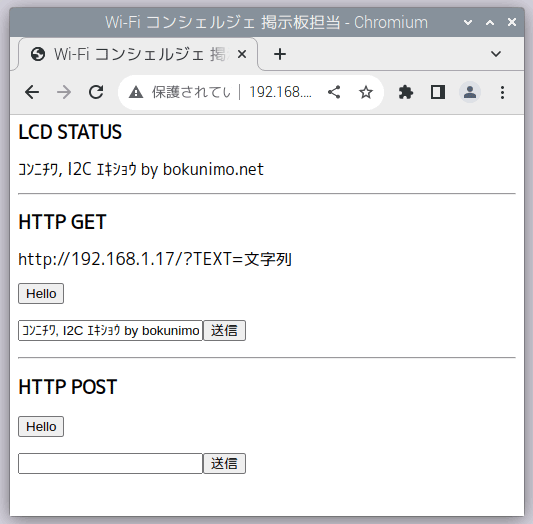 Wi-Fi コンシェルジェ 掲示板担当 - Chromium
Wi-Fi コンシェルジェ 掲
保護されてい 192.168....
LCD STATUS
ｺﾝﾆﾁﾜ, I2C ｴｷｼｮｳ by bokunimo.net
HTTP GET
http://192.168.1.17/?TEXT=文字列
Hello
ｺﾝﾆﾁﾜ, I2C ｴｷｼｮｳ by bokunimo 送信
HTTP POST
Hello
送信